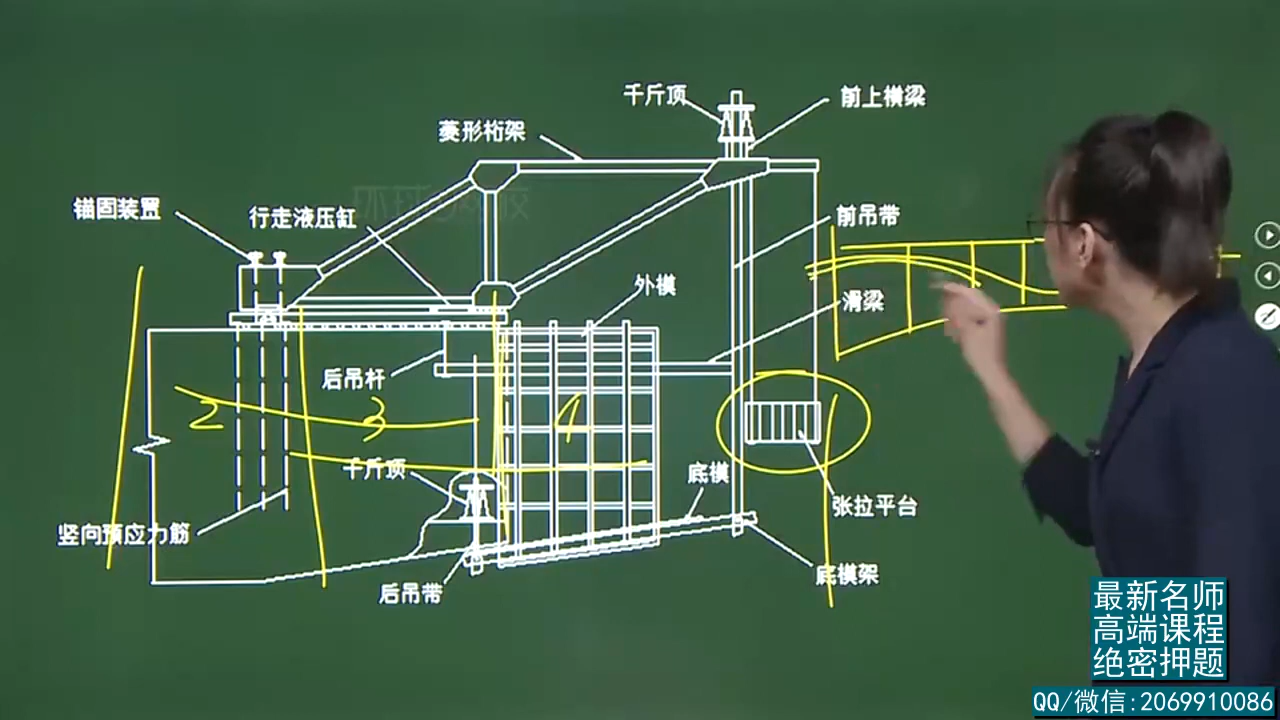 千斤顶
前上横梁
菱形桁架
锚固装置
行走液压缸
前吊带
外模
滑梁
后吊杆
2
3
4
千斤顶
底模
张拉平台
竖向预应力筋
后吊带
底模架
最新名师
高端课程
绝密押题
QQ/微信:2069910086